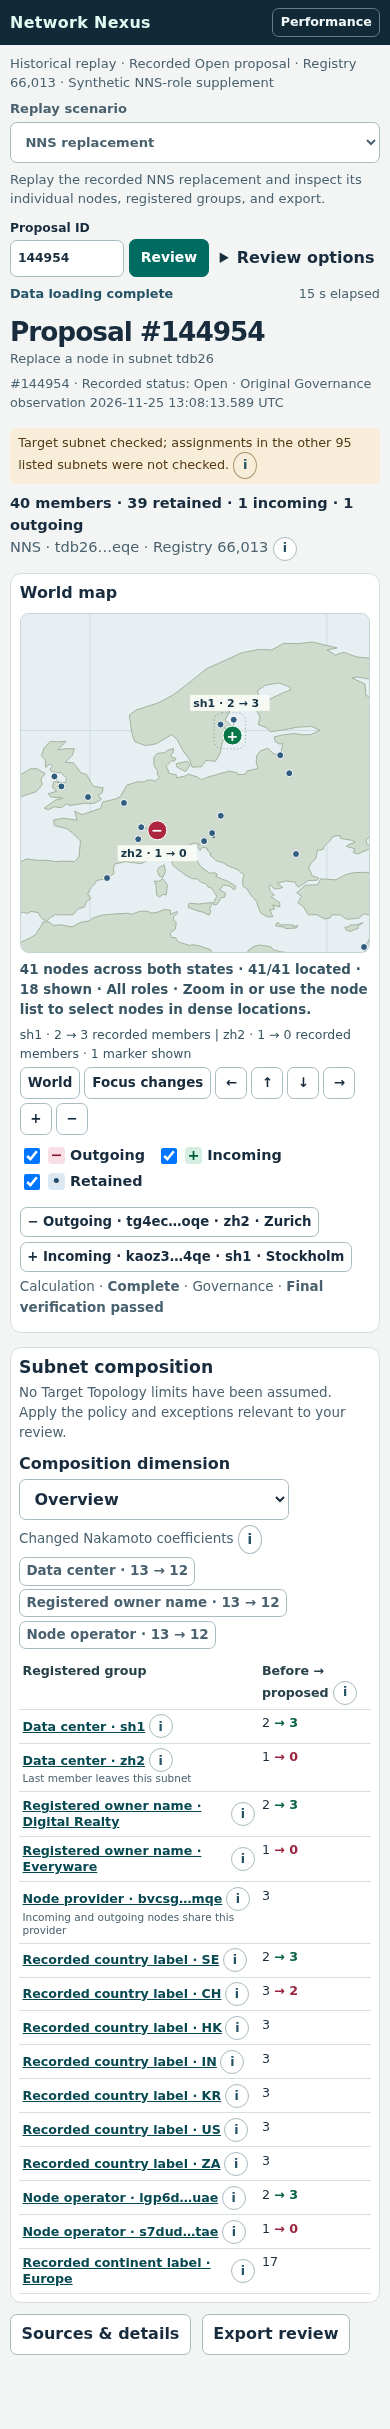 Network Nexus
Performance
Historical replay · Recorded Open proposal · Registry
66,013 · Synthetic NNS-role supplement
Replay scenario
NNS replacement
Replay the recorded NNS replacement and inspect its
individual nodes, registered groups, and export.
Proposal ID
144954
Review
▶ Review options
Data loading complete
15 s elapsed
Proposal #144954
Replace a node in subnet tdb26
#144954 · Recorded status: Open · Original Governance
observation 2026-11-25 13:08:13.589 UTC
Target subnet checked; assignments in the other 95
listed subnets were not checked. i
40 members · 39 retained · 1 incoming · 1
outgoing
NNS · tdb26…eqe · Registry 66,013 i
World map
sh1 · 2 → 3
+
−
zh2 · 1 → 0
41 nodes across both states · 41/41 located ·
18 shown · All roles · Zoom in or use the node
list to select nodes in dense locations.
sh1 · 2 → 3 recorded members | zh2 · 1 → 0 recorded
members · 1 marker shown
World
Focus changes
←
↑
↓
→
+
−
− Outgoing
+ Incoming
• Retained
− Outgoing · tg4ec…oqe · zh2 · Zurich
+ Incoming · kaoz3…4qe · sh1 · Stockholm
Calculation · Complete · Governance · Final
verification passed
Subnet composition
No Target Topology limits have been assumed.
Apply the policy and exceptions relevant to your
review.
Composition dimension
Overview
Changed Nakamoto coefficients i
Data center · 13 → 12
Registered owner name · 13 → 12
Node operator · 13 → 12
Registered group
Before →
proposed i
Data center · sh1 i 2 → 3
Data center · zh2 i 1 → 0
Last member leaves this subnet
Registered owner name ·
Digital Realty
i 2 → 3
Registered owner name ·
Everyware
i 1 → 0
Node provider · bvcsg…mqe i 3
Incoming and outgoing nodes share this
provider
Recorded country label · SE i 2 → 3
Recorded country label · CH i 3 → 2
Recorded country label · HK i 3
Recorded country label · IN i 3
Recorded country label · KR i 3
Recorded country label · US i 3
Recorded country label · ZA i 3
Node operator · lgp6d…uae i 2 → 3
Node operator · s7dud…tae i 1 → 0
Recorded continent label ·
Europe
i 17
Sources & details
Export review